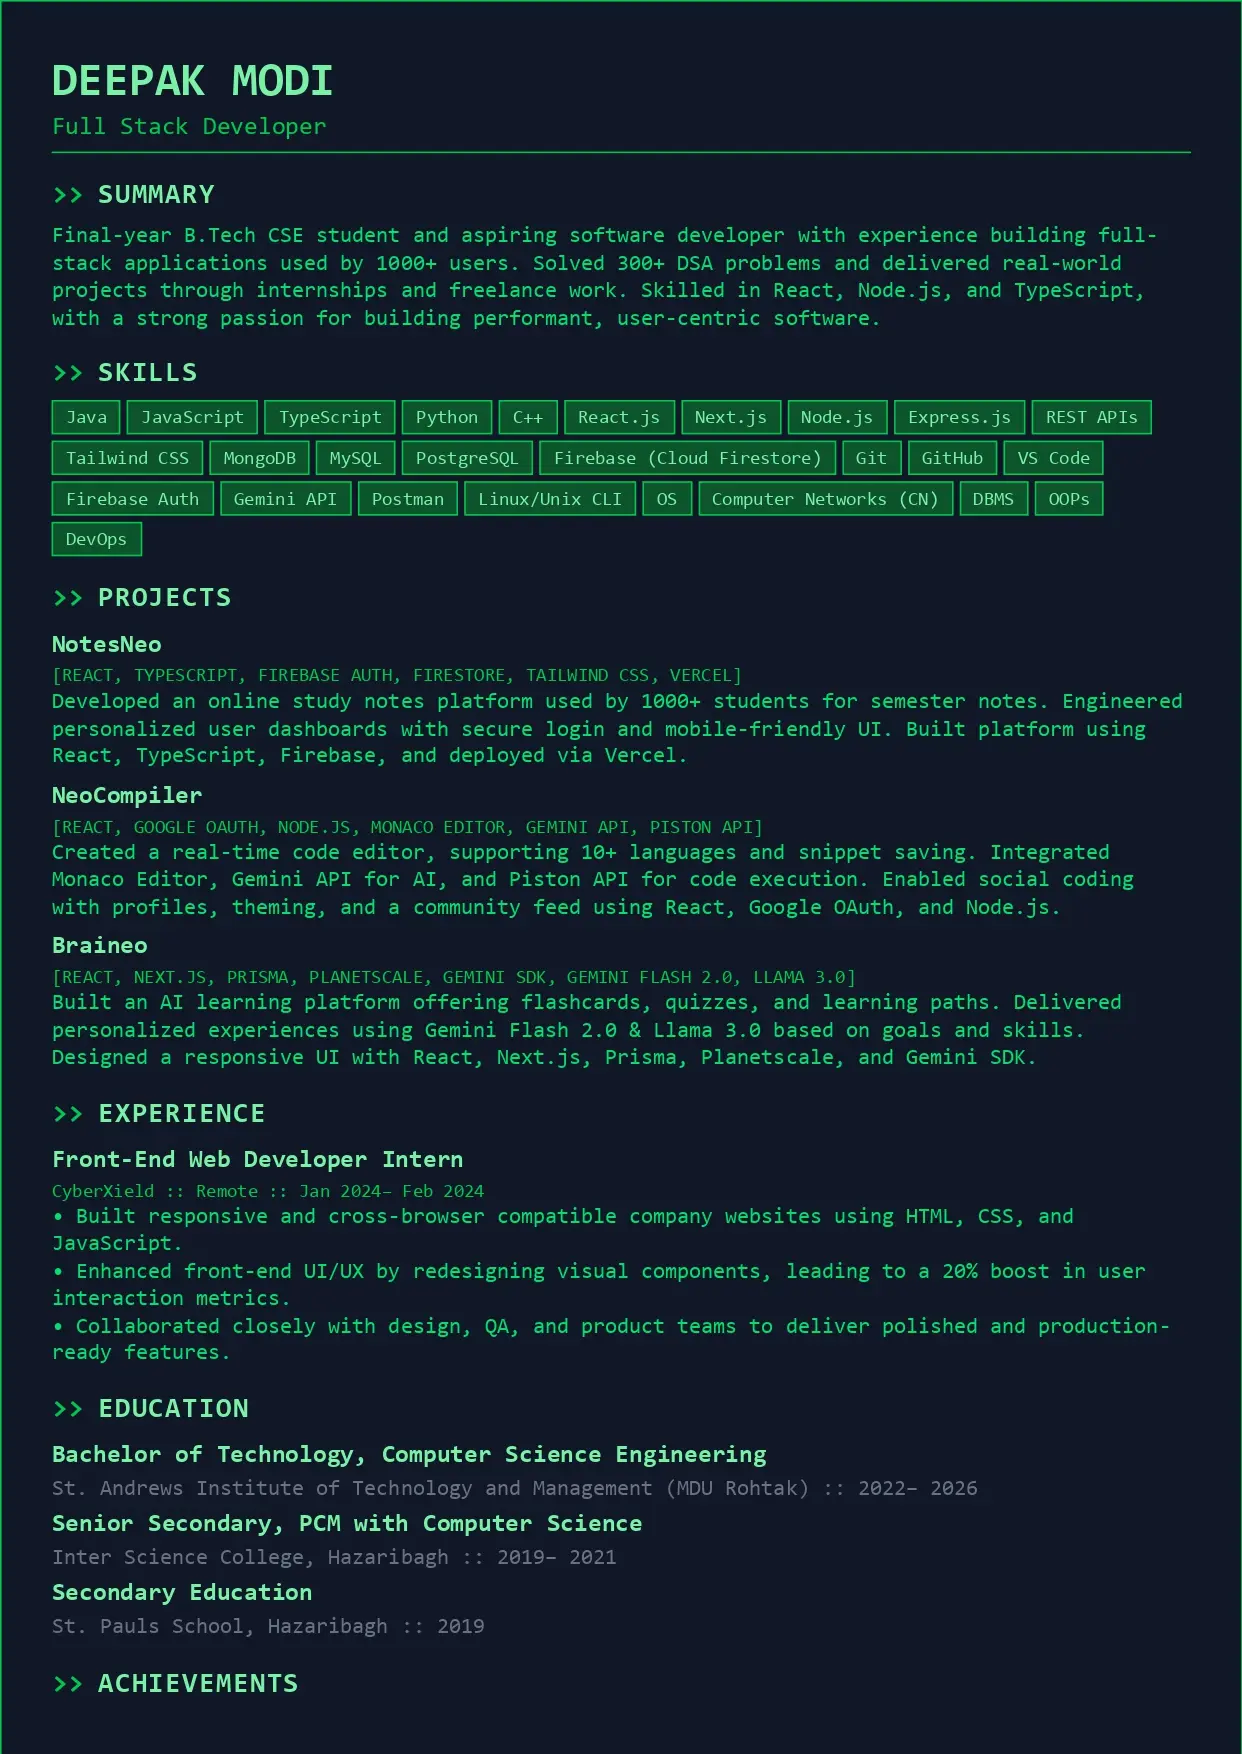 DEEPAK MODI
Full Stack Developer
>> SUMMARY
Final-year B.Tech CSE student and aspiring software developer with experience building full-
stack applications used by 1000+ users. Solved 300+ DSA problems and delivered real-world
projects through internships and freelance work. Skilled in React, Node.js, and TypeScript,
with a strong passion for building performant, user-centric software.
>> SKILLS
Java JavaScript TypeScript Python C++ React.js Next.js Node.js Express.js REST APIs
Tailwind CSS MongoDB MySQL PostgreSQL Firebase (Cloud Firestore) Git GitHub VS Code
Firebase Auth Gemini API Postman Linux/Unix CLI OS Computer Networks (CN) DBMS OOPs
DevOps
>> PROJECTS
NotesNeo
[REACT, TYPESCRIPT, FIREBASE AUTH, FIRESTORE, TAILWIND CSS, VERCEL]
Developed an online study notes platform used by 1000+ students for semester notes. Engineered
personalized user dashboards with secure login and mobile-friendly UI. Built platform using
React, TypeScript, Firebase, and deployed via Vercel.
NeoCompiler
[REACT, GOOGLE OAUTH, NODE.JS, MONACO EDITOR, GEMINI API, PISTON API]
Created a real-time code editor, supporting 10+ languages and snippet saving. Integrated
Monaco Editor, Gemini API for AI, and Piston API for code execution. Enabled social coding
with profiles, theming, and a community feed using React, Google OAuth, and Node.js.
Braineo
[REACT, NEXT.JS, PRISMA, PLANETSCALE, GEMINI SDK, GEMINI FLASH 2.0, LLAMA 3.0]
Built an AI learning platform offering flashcards, quizzes, and learning paths. Delivered
personalized experiences using Gemini Flash 2.0 & Llama 3.0 based on goals and skills.
Designed a responsive UI with React, Next.js, Prisma, Planetscale, and Gemini SDK.
>> EXPERIENCE
Front-End Web Developer Intern
CyberXield :: Remote :: Jan 2024– Feb 2024
• Built responsive and cross-browser compatible company websites using HTML, CSS, and
JavaScript.
• Enhanced front-end UI/UX by redesigning visual components, leading to a 20% boost in user
interaction metrics.
• Collaborated closely with design, QA, and product teams to deliver polished and production-
ready features.
>> EDUCATION
Bachelor of Technology, Computer Science Engineering
St. Andrews Institute of Technology and Management (MDU Rohtak) :: 2022– 2026
Senior Secondary, PCM with Computer Science
Inter Science College, Hazaribagh :: 2019– 2021
Secondary Education
St. Pauls School, Hazaribagh :: 2019
>> ACHIEVEMENTS